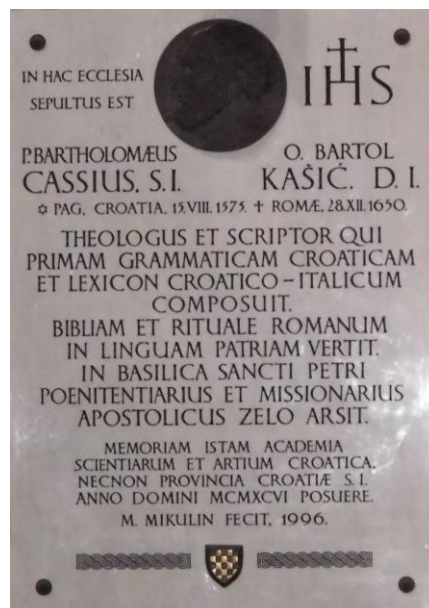 IN HAC ECCLESIA
SEPULTUS EST
IHS
P. BARTHOLOMÆUS
CASSIUS, S.I.
O. BARTOL
KAŠIĆ. D. I.
✡ PAG, CROATIA, 15.VIII. 1575. ✝ ROMÆ, 28.XII.1650.
THEOLOGUS ET SCRIPTOR QUI
PRIMAM GRAMMATICAM CROATICAM
ET LEXICON CROATICO-ITALICUM
COMPOSUIT.
BIBLIAM ET RITUALE ROMANUM
IN LINGUAM PATRIAM VERTIT.
IN BASILICA SANCTI PETRI
POENITENTIARIUS ET MISSIONARIUS
APOSTOLICUS ZELO ARSIT.
MEMORIAM ISTAM ACADEMIA
SCIENTIARUM ET ARTIUM CROATICA,
NECNON PROVINCIA CROATIÆ S. I.
ANNO DOMINI MCMXCVI POSUERE.
M. MIKULIN FECIT, 1996.